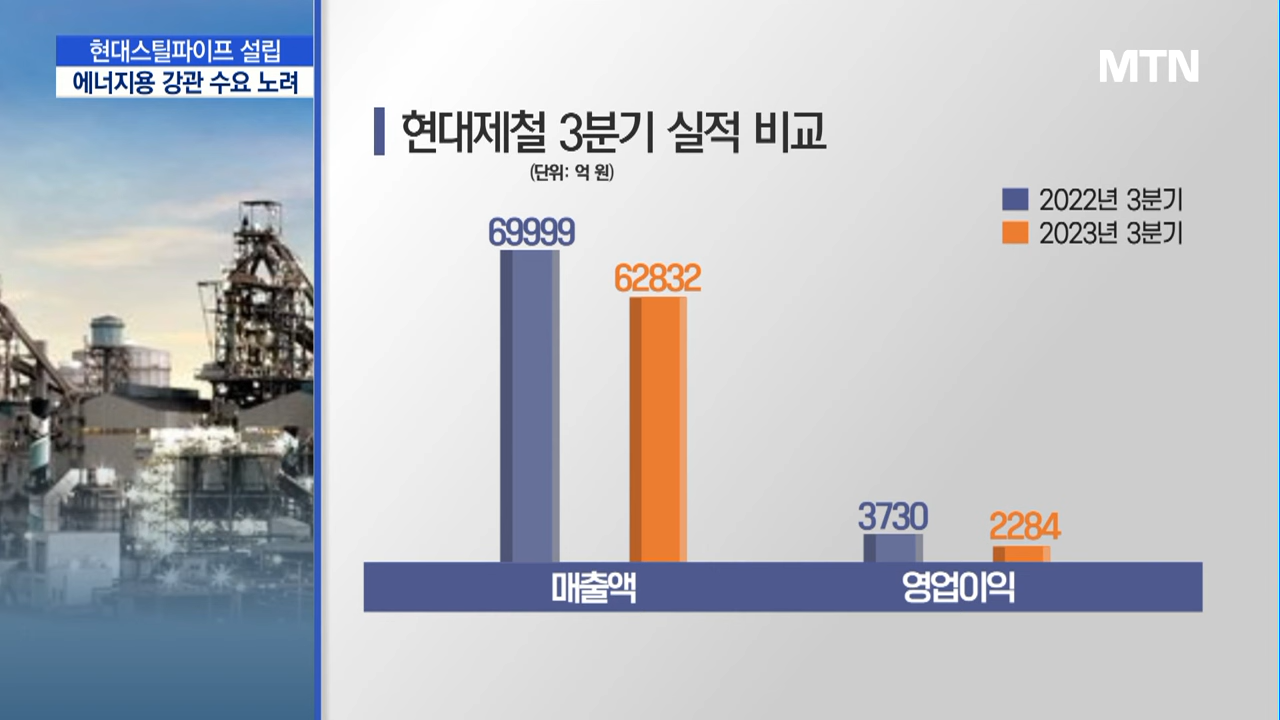 현대스틸파이프 설립
에너지용 강관 수요 노려
MTN
현대제철 3분기 실적 비교
(단위: 억 원)
2022년 3분기
2023년 3분기
69999
62832
3730
2284
매출액
영업이익